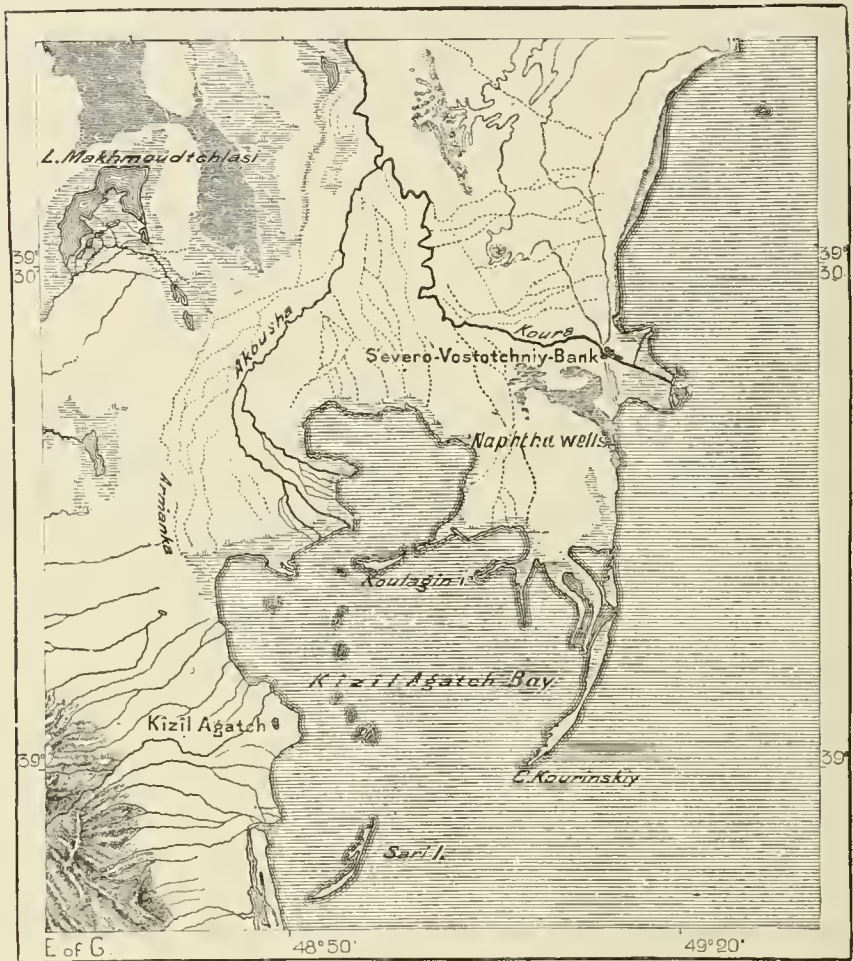 L. Makhmoudtchlasi
39°
30'
39°
30'
Koura
Akousha
Severo-Vostotchniy-Bank
Naphtha wells
Armanka
Koulagin i.
Kizil Agatch Bay.
Kizil Agatch
39°
39°
C. Kourinskiy
Sari I.
E of G.
48°50'
49°20'